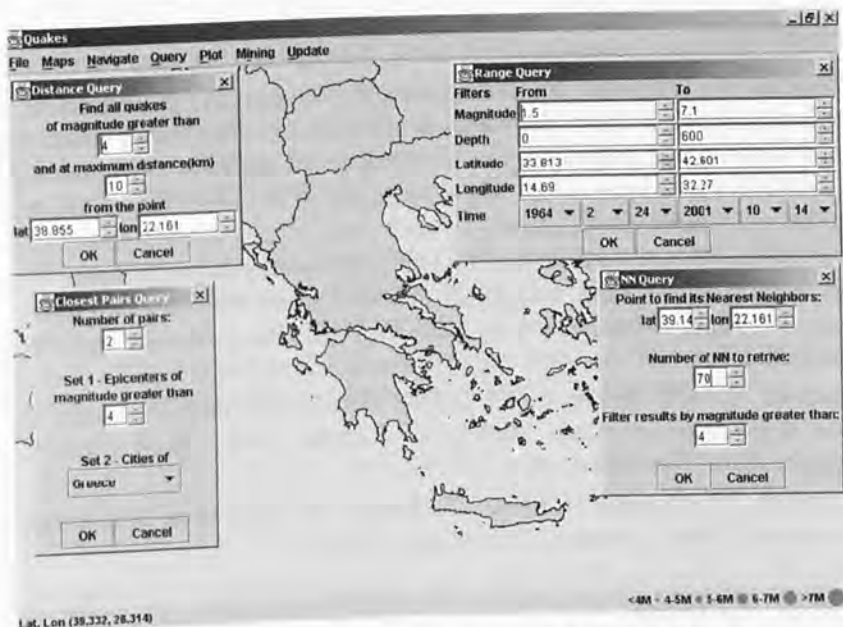 Quakes
File Maps Navigate Query Plot Mining Update
Distance Query
Find all quakes
of magnitude greater than
4
and at maximum distance(km)
10
from the point
lat 38.855 lon 22.161
OK Cancel
Range Query
Filters From To
Magnitude 1.5 7.1
Depth 0 600
Latitude 33.813 42.601
Longitude 14.69 32.27
Time 1964 2 24 2001 10 14
OK Cancel
Closest Pairs Query
Number of pairs:
2
Set 1 - Epicenters of
magnitude greater than
4
Set 2 - Cities of
Greece
OK Cancel
NN Query
Point to find its Nearest Neighbors:
lat 39.14 lon 22.161
Number of NN to retrive:
70
Filter results by magnitude greater than:
4
OK Cancel
<4M 4-5M 5-6M 6-7M >7M
Lat, Lon (39,332, 28,314)